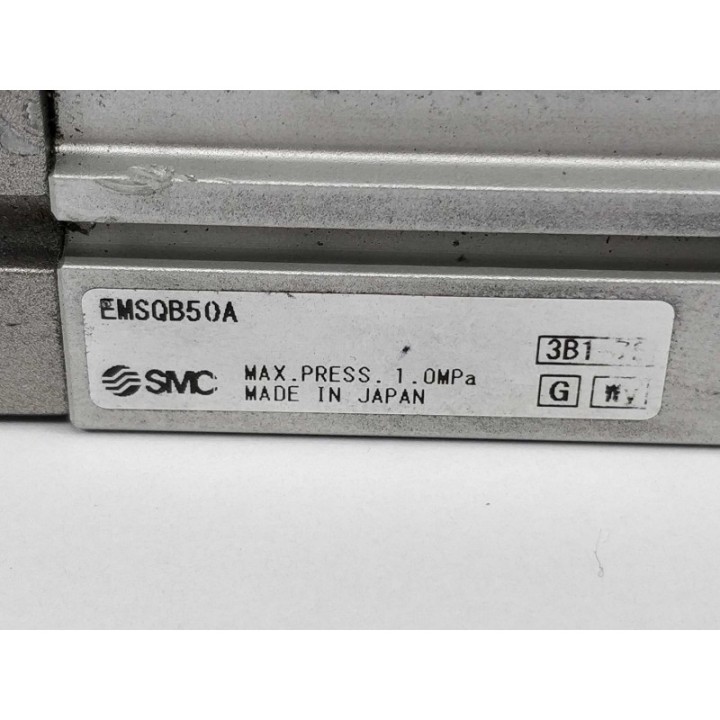 EMSQB50A
3B1
SMC MAX.PRESS. 1.0MPa
MADE IN JAPAN
G